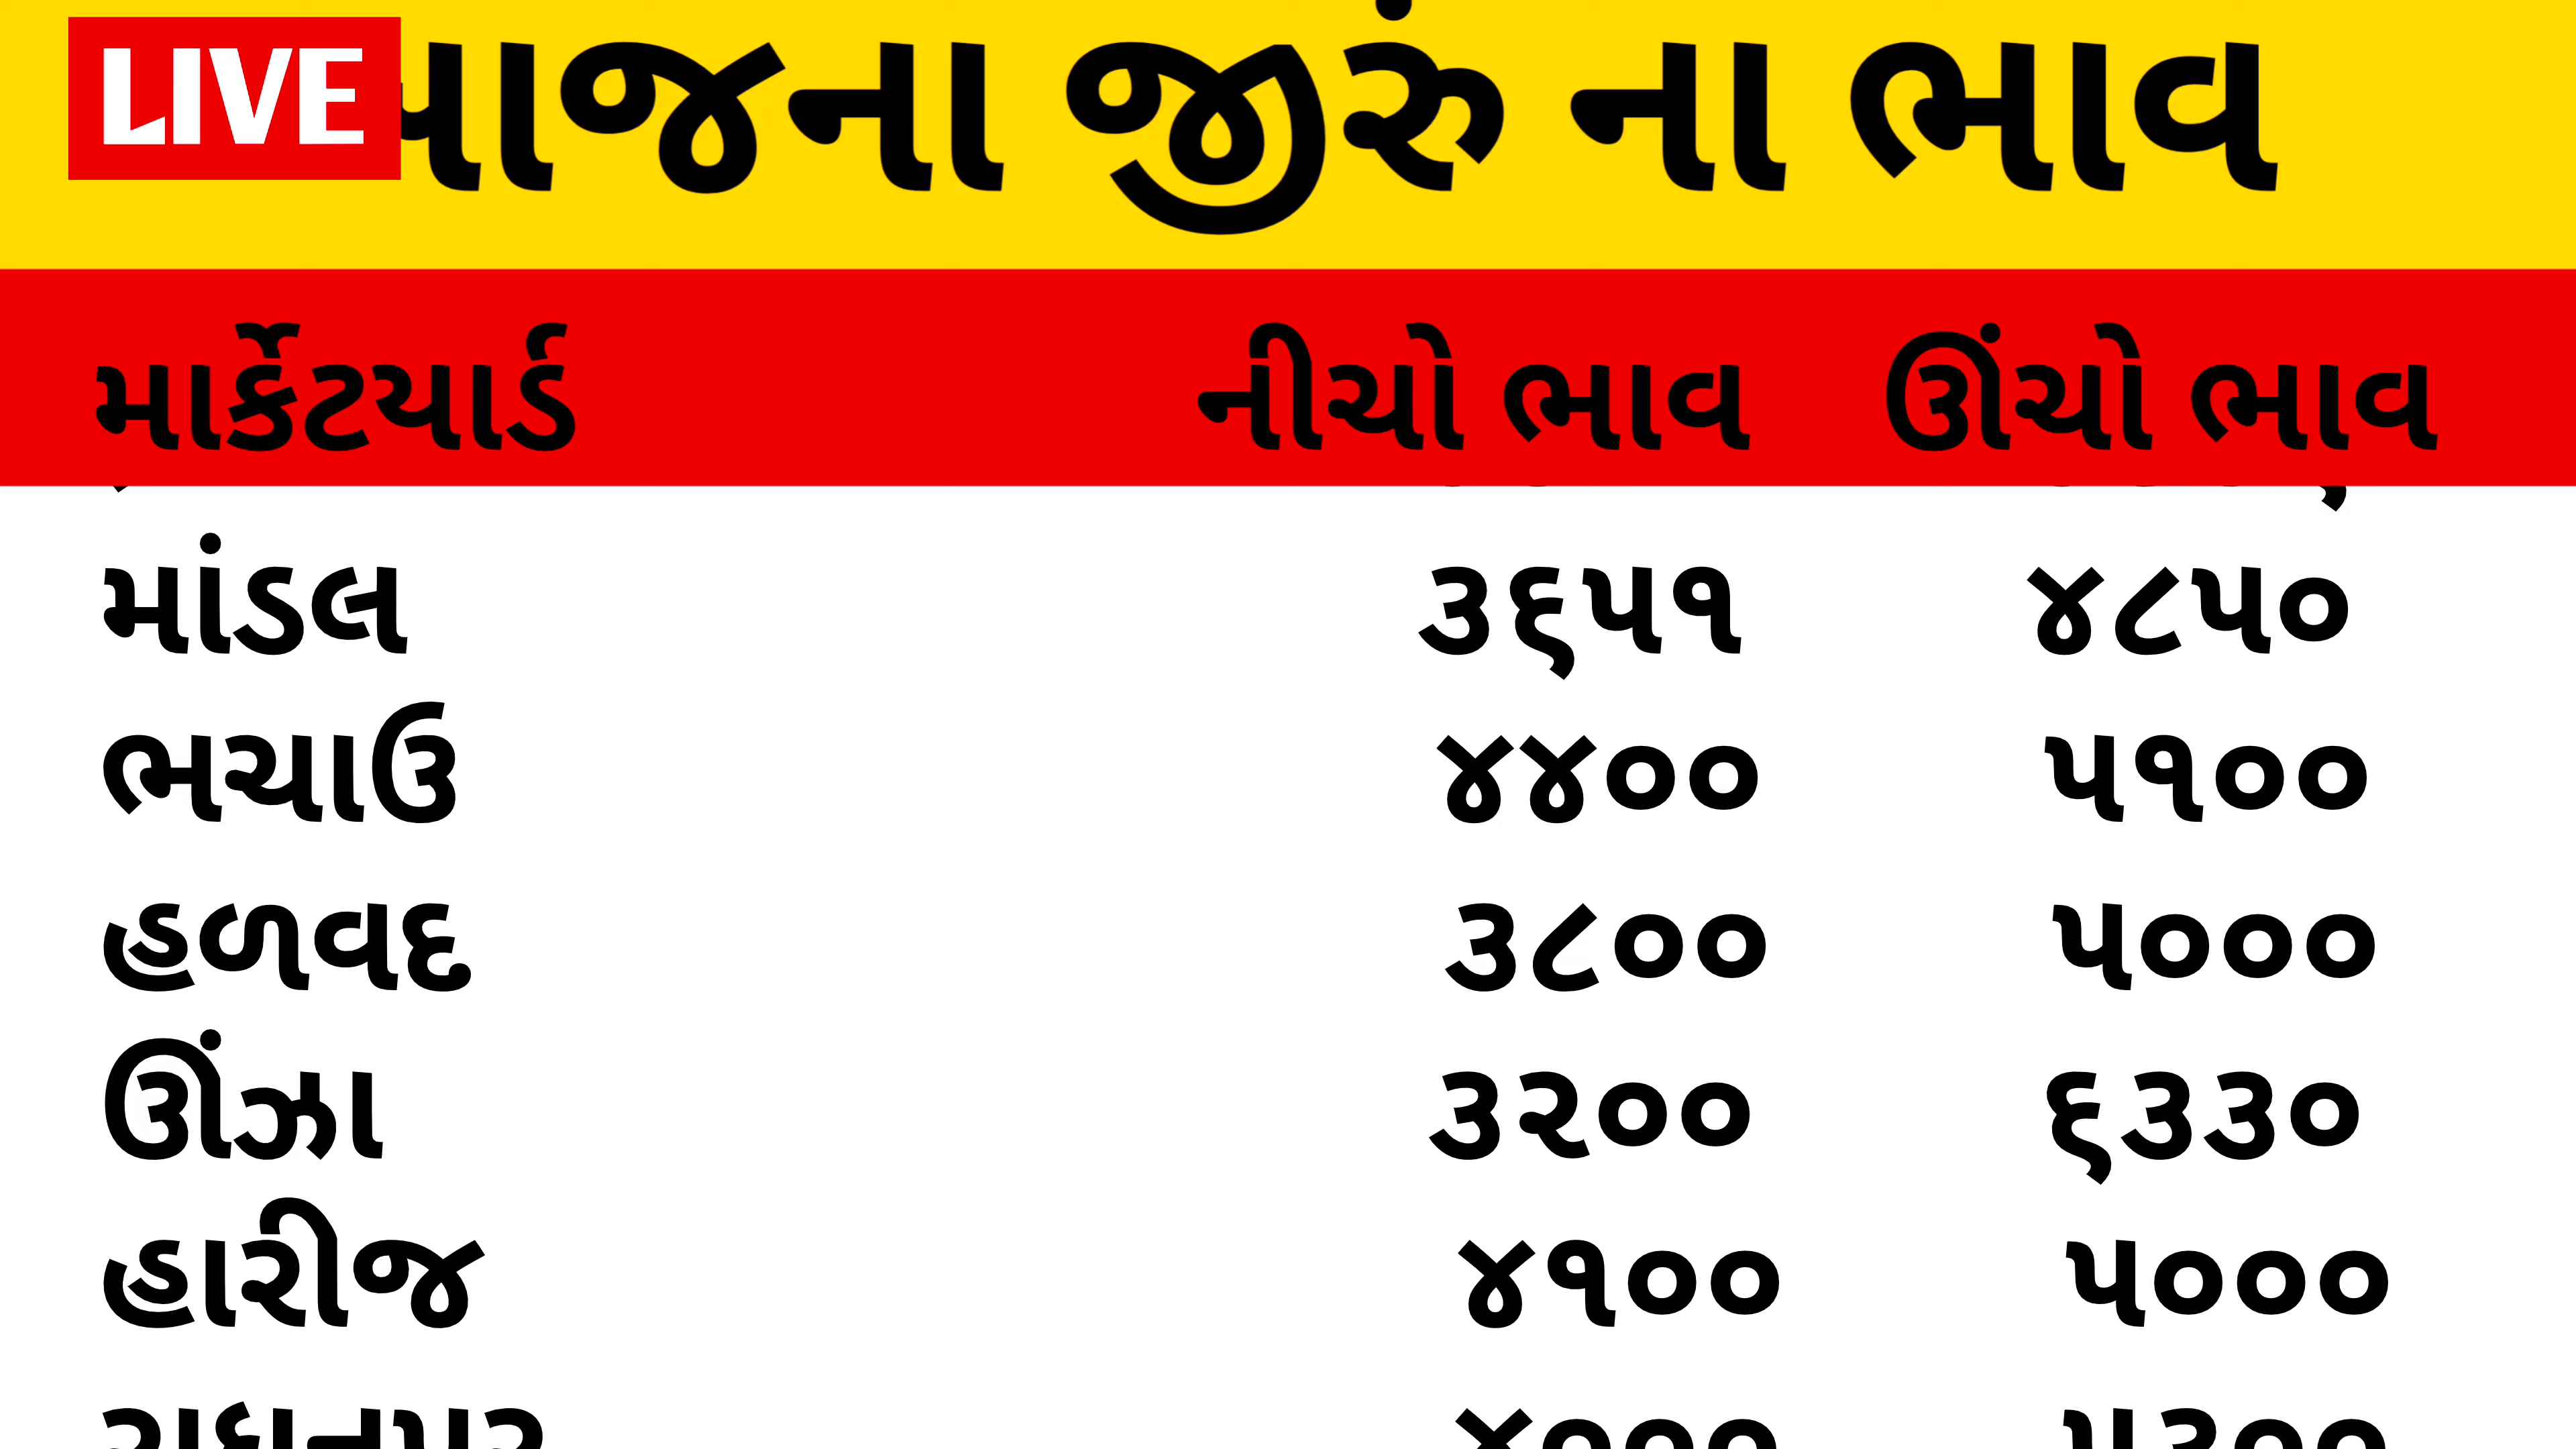 LIVE
આજના જીરું ના ભાવ
માર્કેટયાર્ડ નીચો ભાવ ઊંચો ભાવ
માંડલ ૩૬૫૧ ૪૮૫૦
ભચાઉ ૪૪૦૦ ૫૧૦૦
હળવદ ૩૮૦૦ ૫૦૦૦
ઊંઝા ૩૨૦૦ ૬૩૩૦
હારીજ ૪૧૦૦ ૫૦૦૦